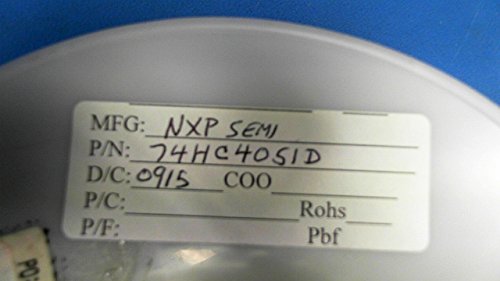 MFG: NXP SEMI
P/N: 74HC4051D
D/C: 0915 COO
P/C: Rohs
P/F: Pbf